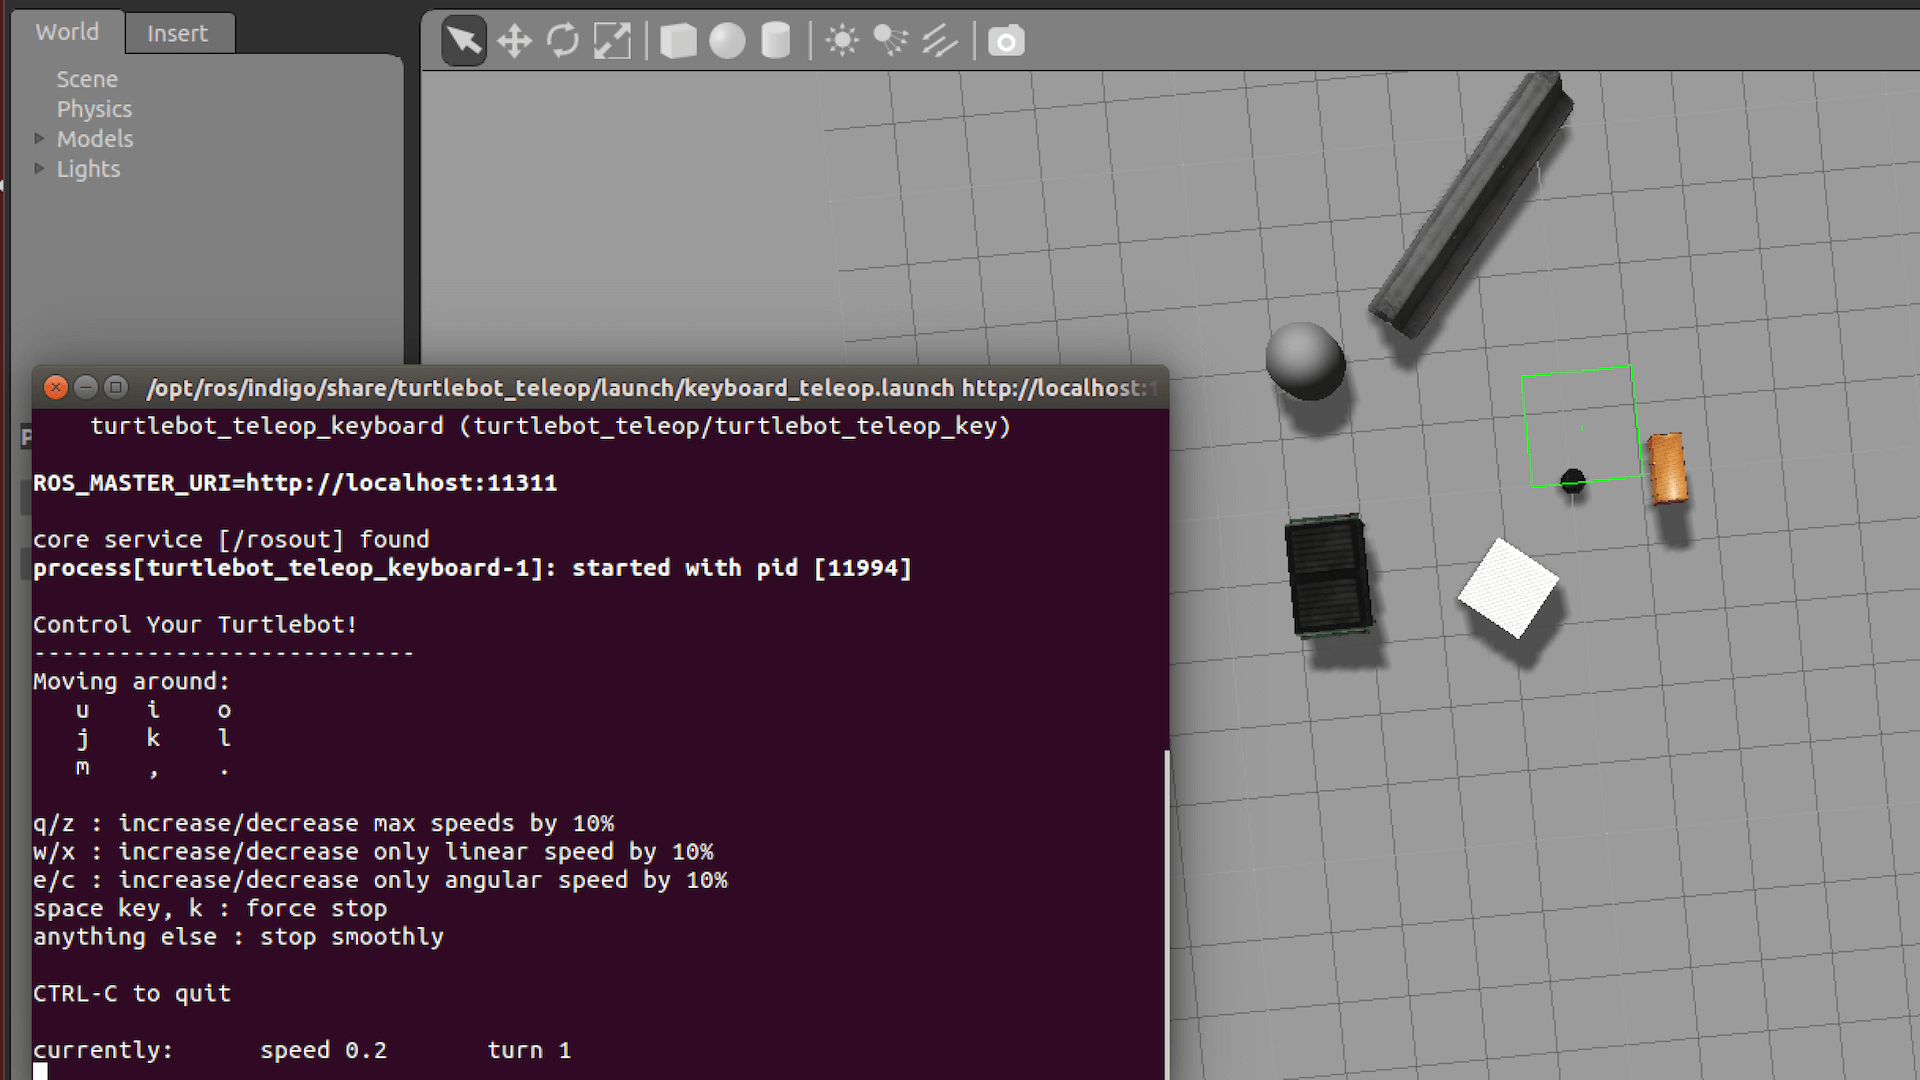 World
Insert
Scene
Physics
Models
Lights
/opt/ros/indigo/share/turtlebot_teleop/launch/keyboard_teleop.launch http://localhost:1
P
turtlebot_teleop_keyboard (turtlebot_teleop/turtlebot_teleop_key)
ROS_MASTER_URI=http://localhost:11311
core service [/rosout] found
process[turtlebot_teleop_keyboard-1]: started with pid [11994]
Control Your Turtlebot!
---------------------------
Moving around:
u i o
j k l
m , .
q/z : increase/decrease max speeds by 10%
w/x : increase/decrease only linear speed by 10%
e/c : increase/decrease only angular speed by 10%
space key, k : force stop
anything else : stop smoothly
CTRL-C to quit
currently: speed 0.2 turn 1